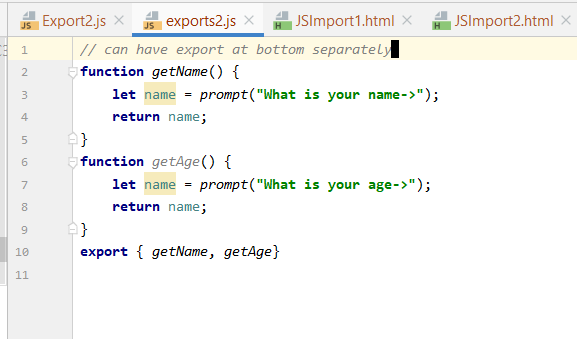 Export2.js exports2.js JSImport1.html JSImport2.html
1 // can have export at bottom separately
2 function getName() {
3 let name = prompt("What is your name->");
4 return name;
5 }
6 function getAge() {
7 let name = prompt("What is your age->");
8 return name;
9 }
10 export { getName, getAge}
11